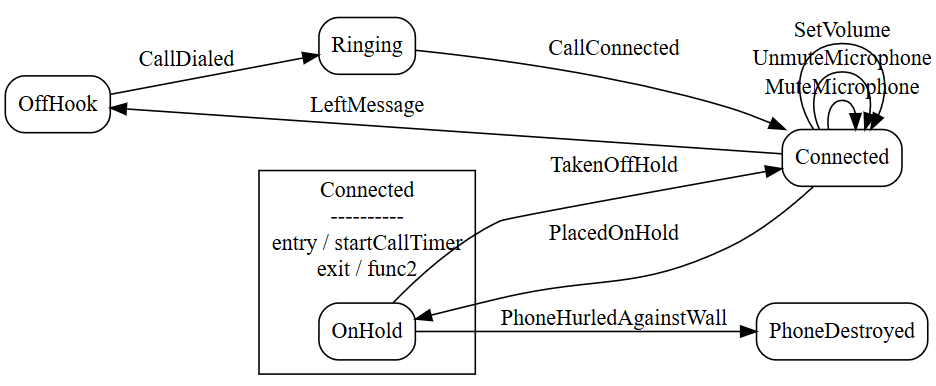 SetVolume
Ringing
CallConnected
UnmuteMicrophone
CallDialed
MuteMicrophone
OffHook
LeftMessage
Connected
TakenOffHold
Connected
----------
PlacedOnHold
entry / startCallTimer
exit / func2
PhoneHurledAgainstWall
OnHold
PhoneDestroyed